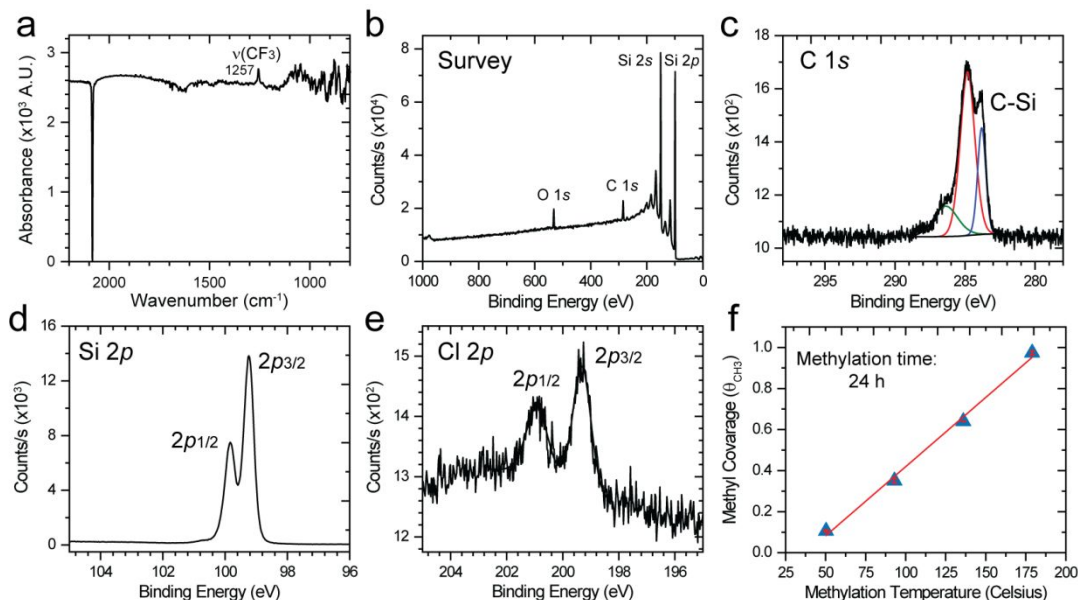 a
ν(CF₃)
1257
Absorbance (x10³ A.U.)
3
2
1
0
2000 1500 1000
Wavenumber (cm⁻¹)
b
Survey
Si 2s Si 2p
O 1s
C 1s
Counts/s (x10⁴)
8
6
4
2
0
1000 800 600 400 200 0
Binding Energy (eV)
c
C 1s
C-Si
Counts/s (x10²)
18
16
14
12
10
295 291 287 283 279
Binding Energy (eV)
d
Si 2p
2p3/2
2p1/2
Counts/s (x10³)
16
12
8
4
0
104 102 100 98 96
Binding Energy (eV)
e
Cl 2p
2p3/2
2p1/2
Counts/s (x10²)
15
14
13
12
204 202 200 198 196
Binding Energy (eV)
f
Methylation time:
24 h
Methyl Covarage (θCH3)
1.0
0.8
0.6
0.4
0.2
0.0
25 50 75 100 125 150 175 200
Methylation Temperature (Celsius)